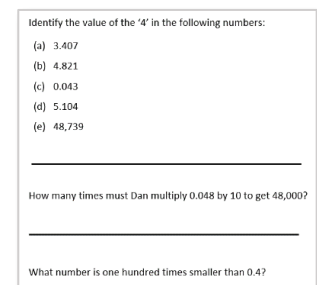 Identify the value of the ‘4’ in the following numbers:
(a) 3.407
(b) 4.821
(c) 0.043
(d) 5.104
(e) 48,739
How many times must Dan multiply 0.048 by 10 to get 48,000?
What number is one hundred times smaller than 0.4?